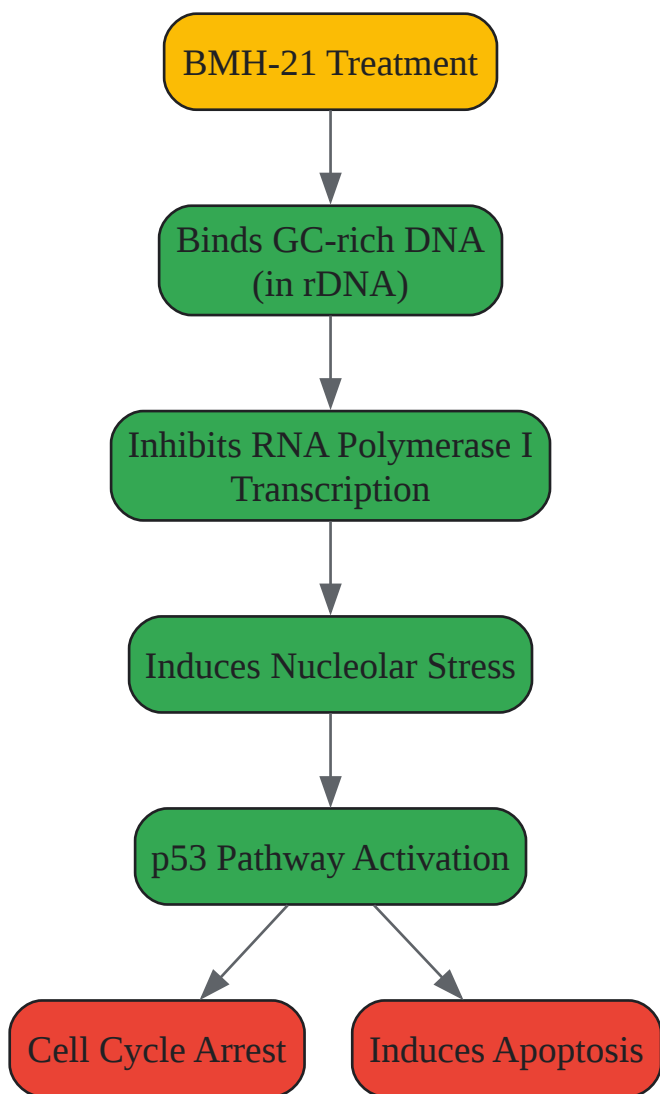 BMH-21 Treatment
Binds GC-rich DNA
(in rDNA)
Inhibits RNA Polymerase I
Transcription
Induces Nucleolar Stress
p53 Pathway Activation
Cell Cycle Arrest
Induces Apoptosis